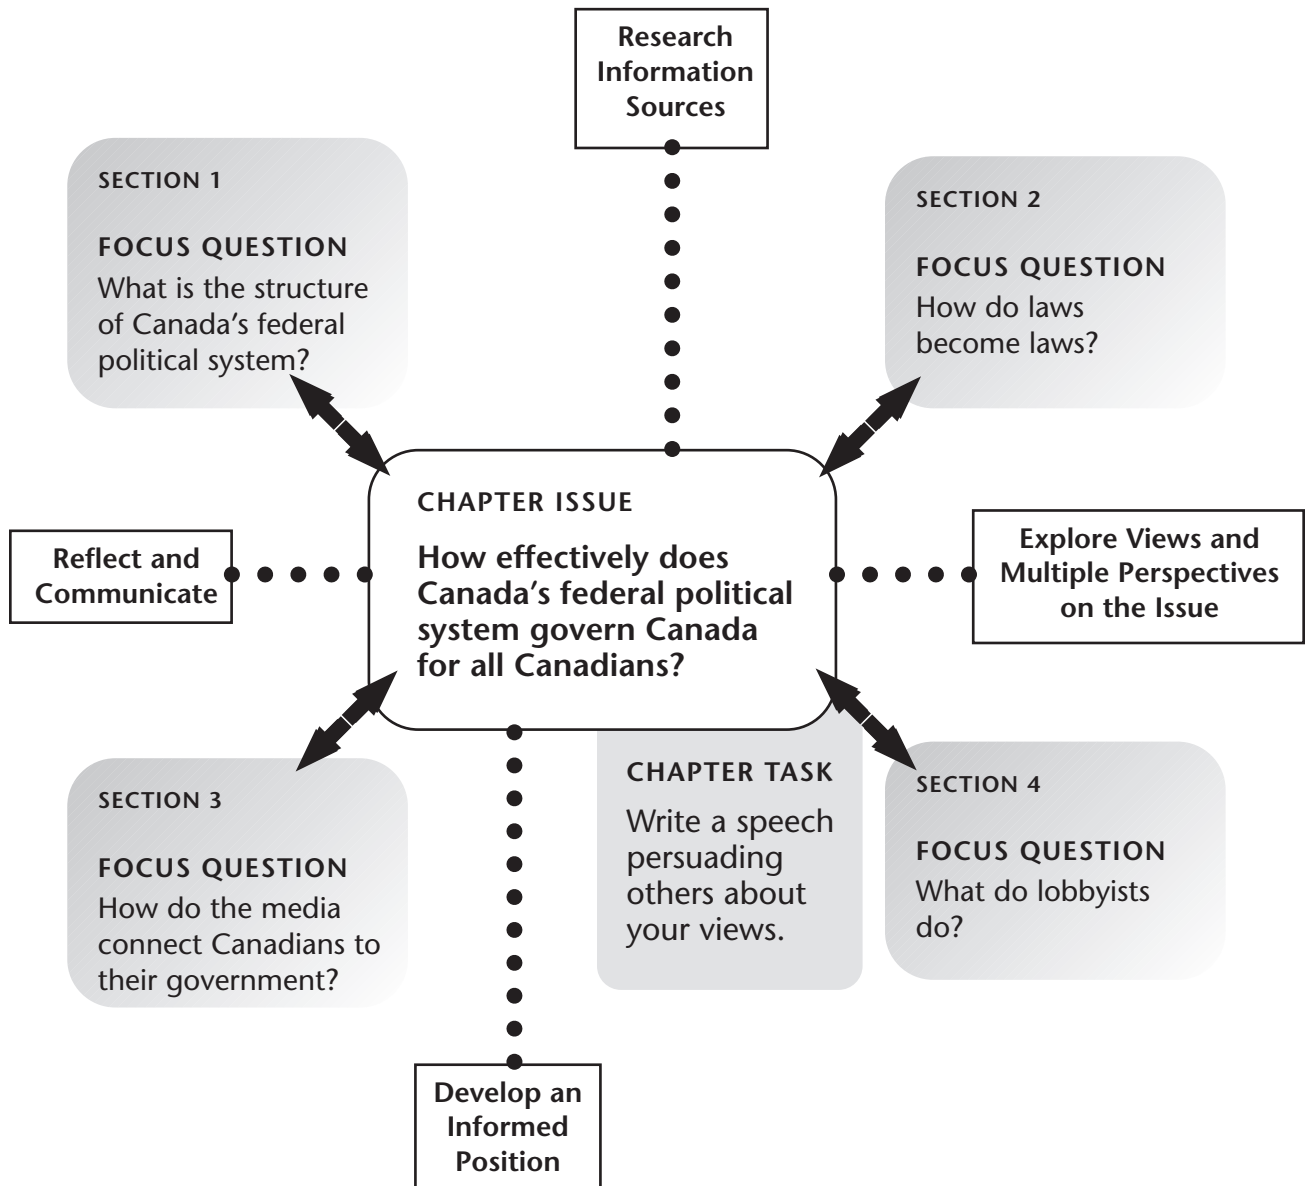 Research
Information
Sources
SECTION 1
FOCUS QUESTION
What is the structure
of Canada’s federal
political system?
SECTION 2
FOCUS QUESTION
How do laws
become laws?
CHAPTER ISSUE
How effectively does
Canada’s federal political
system govern Canada
for all Canadians?
Reflect and
Communicate
Explore Views and
Multiple Perspectives
on the Issue
SECTION 3
FOCUS QUESTION
How do the media
connect Canadians to
their government?
CHAPTER TASK
Write a speech
persuading
others about
your views.
SECTION 4
FOCUS QUESTION
What do lobbyists
do?
Develop an
Informed
Position